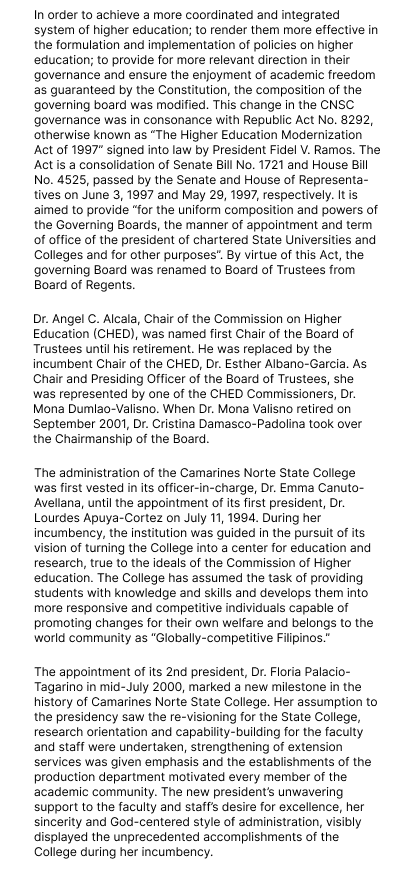 In order to achieve a more coordinated and integrated
system of higher education; to render them more effective in
the formulation and implementation of policies on higher
education; to provide for more relevant direction in their
governance and ensure the enjoyment of academic freedom
as guaranteed by the Constitution, the composition of the
governing board was modified. This change in the CNSC
governance was in consonance with Republic Act No. 8292,
otherwise known as “The Higher Education Modernization
Act of 1997” signed into law by President Fidel V. Ramos. The
Act is a consolidation of Senate Bill No. 1721 and House Bill
No. 4525, passed by the Senate and House of Representa-
tives on June 3, 1997 and May 29, 1997, respectively. It is
aimed to provide “for the uniform composition and powers of
the Governing Boards, the manner of appointment and term
of office of the president of chartered State Universities and
Colleges and for other purposes”. By virtue of this Act, the
governing Board was renamed to Board of Trustees from
Board of Regents.
Dr. Angel C. Alcala, Chair of the Commission on Higher
Education (CHED), was named first Chair of the Board of
Trustees until his retirement. He was replaced by the
incumbent Chair of the CHED, Dr. Esther Albano-Garcia. As
Chair and Presiding Officer of the Board of Trustees, she
was represented by one of the CHED Commissioners, Dr.
Mona Dumlao-Valisno. When Dr. Mona Valisno retired on
September 2001, Dr. Cristina Damasco-Padolina took over
the Chairmanship of the Board.
The administration of the Camarines Norte State College
was first vested in its officer-in-charge, Dr. Emma Canuto-
Avellana, until the appointment of its first president, Dr.
Lourdes Apuya-Cortez on July 11, 1994. During her
incumbency, the institution was guided in the pursuit of its
vision of turning the College into a center for education and
research, true to the ideals of the Commission of Higher
education. The College has assumed the task of providing
students with knowledge and skills and develops them into
more responsive and competitive individuals capable of
promoting changes for their own welfare and belongs to the
world community as “Globally-competitive Filipinos.”
The appointment of its 2nd president, Dr. Floria Palacio-
Tagarino in mid-July 2000, marked a new milestone in the
history of Camarines Norte State College. Her assumption to
the presidency saw the re-visioning for the State College,
research orientation and capability-building for the faculty
and staff were undertaken, strengthening of extension
services was given emphasis and the establishments of the
production department motivated every member of the
academic community. The new president’s unwavering
support to the faculty and staff’s desire for excellence, her
sincerity and God-centered style of administration, visibly
displayed the unprecedented accomplishments of the
College during her incumbency.